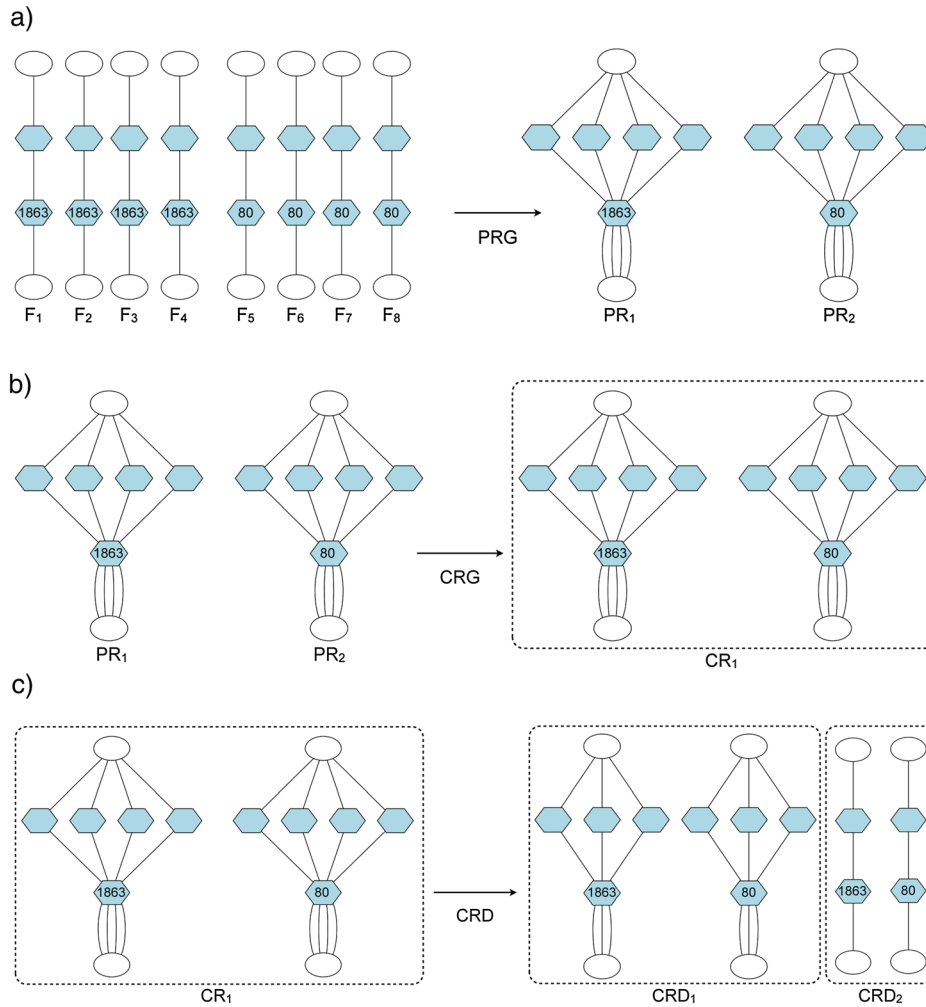 a)
1863 1863 1863 1863 80 80 80 80
PRG
1863 80
F₁ F₂ F₃ F₄ F₅ F₆ F₇ F₈
PR₁ PR₂
b)
1863 80
CRG
1863 80
PR₁ PR₂
CR₁
c)
1863 80
CRD
1863 80 1863 80
CR₁
CRD₁ CRD₂